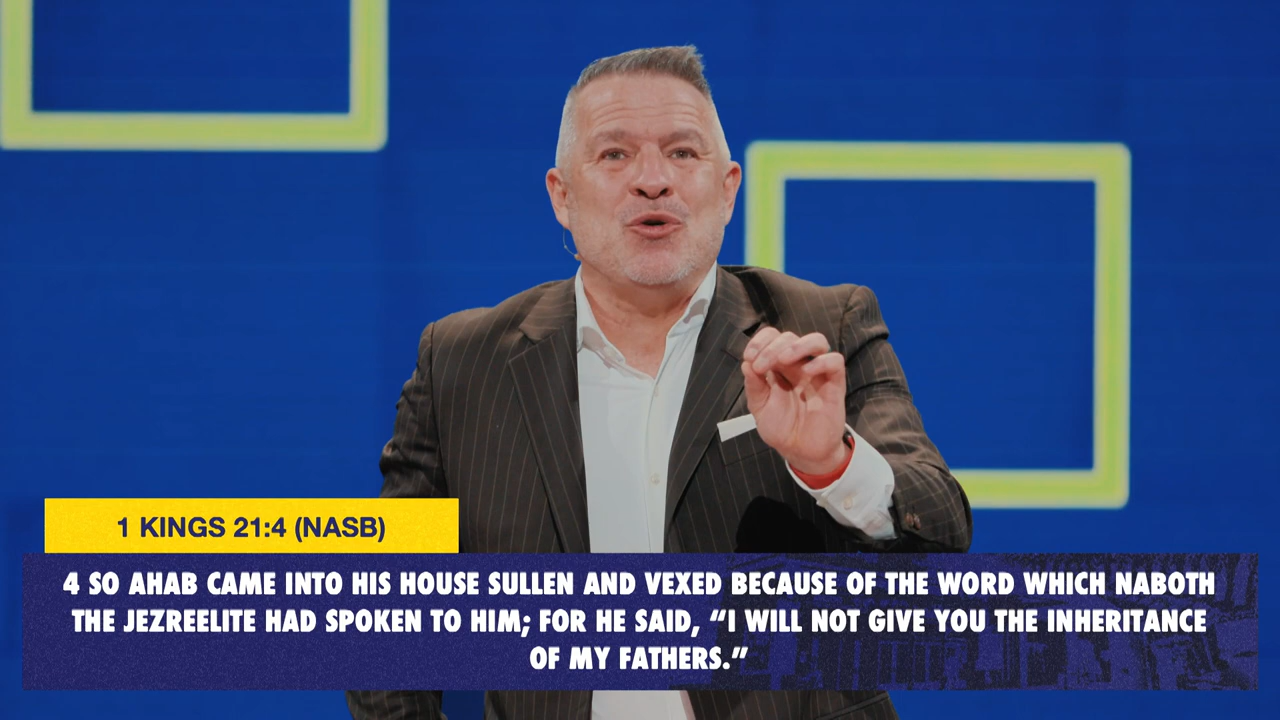 1 KINGS 21:4 (NASB)
4 SO AHAB CAME INTO HIS HOUSE SULLEN AND VEXED BECAUSE OF THE WORD WHICH NABOTH
THE JEZREELITE HAD SPOKEN TO HIM; FOR HE SAID, “I WILL NOT GIVE YOU THE INHERITANCE
OF MY FATHERS.”